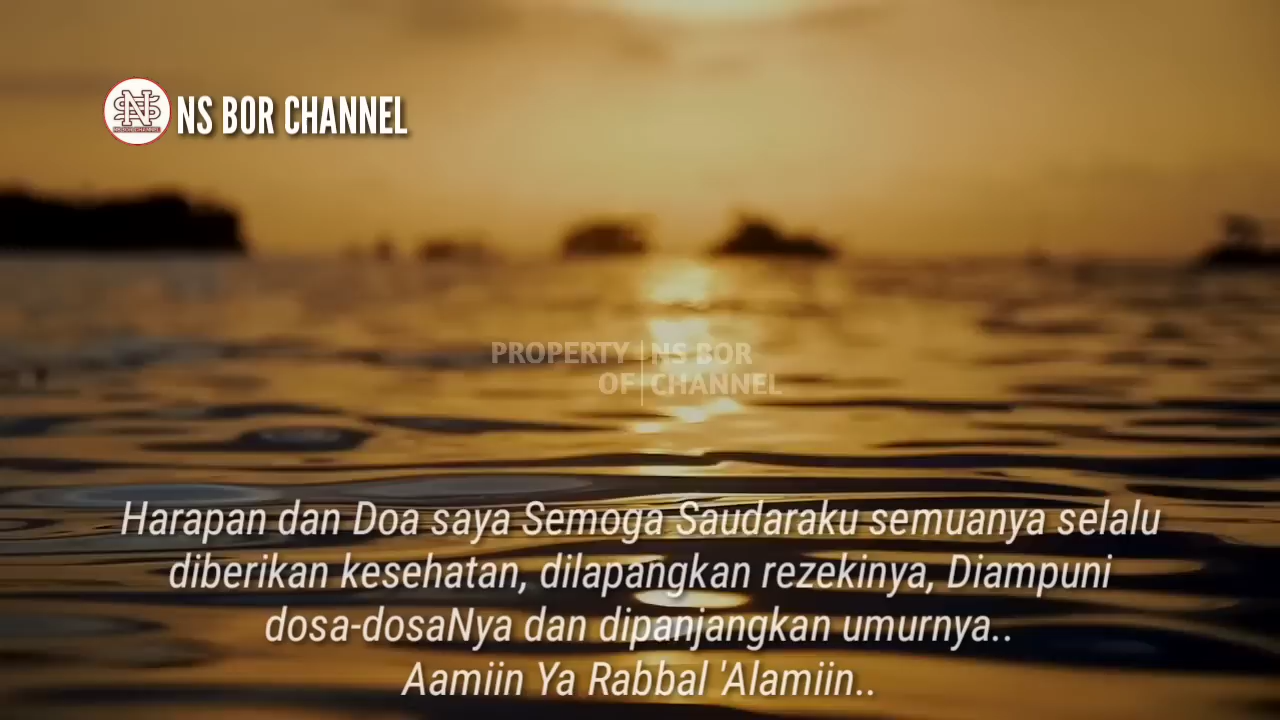 NS BOR CHANNEL
PROPERTY | NS BOR
OF | CHANNEL
Harapan dan Doa saya Semoga Saudaraku semuanya selalu
diberikan kesehatan, dilapangkan rezekinya, Diampuni
dosa-dosaNya dan dipanjangkan umurnya..
Aamiin Ya Rabbal 'Alamiin..